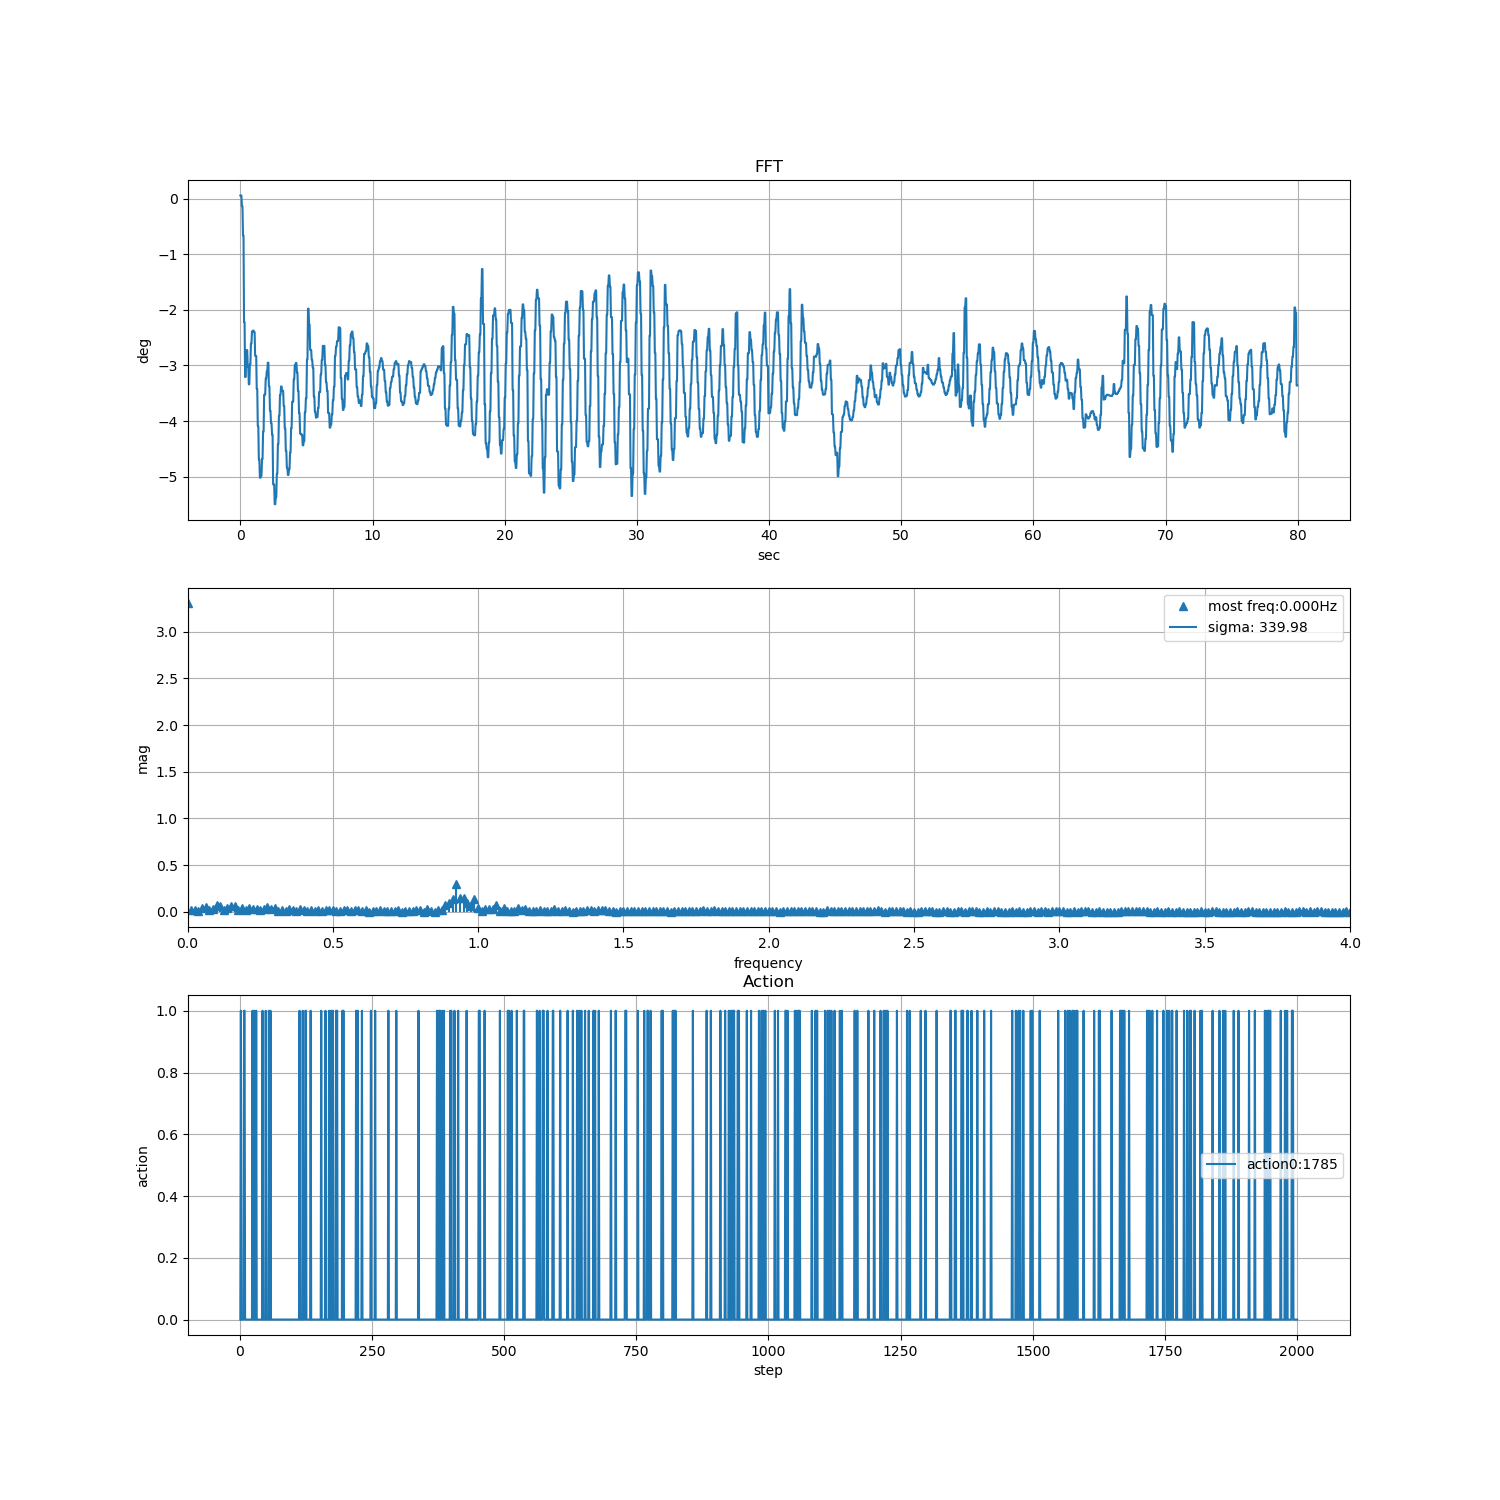 FFT
0
−1
−2
−3
−4
−5
deg
0 10 20 30 40 50 60 70 80
sec
most freq:0.000Hz
sigma: 339.98
3.0
2.5
2.0
1.5
1.0
0.5
0.0
mag
0.0 0.5 1.0 1.5 2.0 2.5 3.0 3.5 4.0
frequency
Action
1.0
0.8
0.6
0.4
0.2
0.0
action
action0:1785
0 250 500 750 1000 1250 1500 1750 2000
step